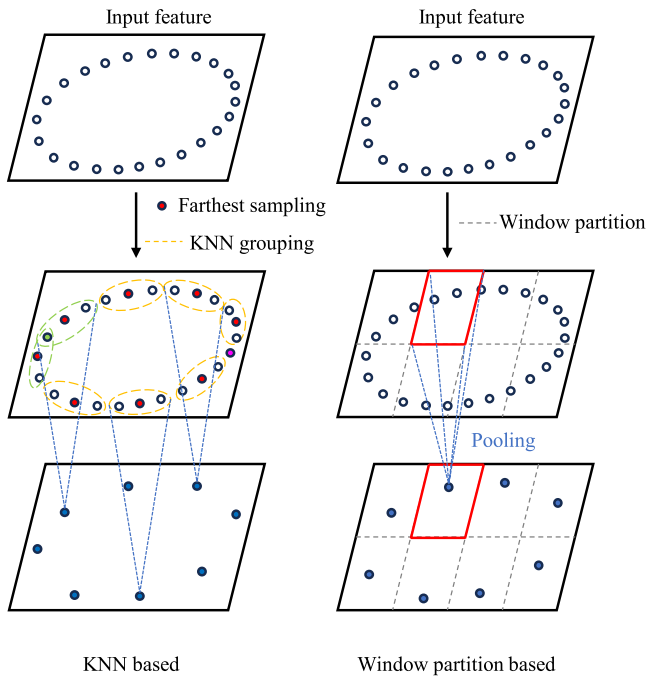 Input feature
Input feature
Farthest sampling
KNN grouping
Window partition
Pooling
KNN based
Window partition based